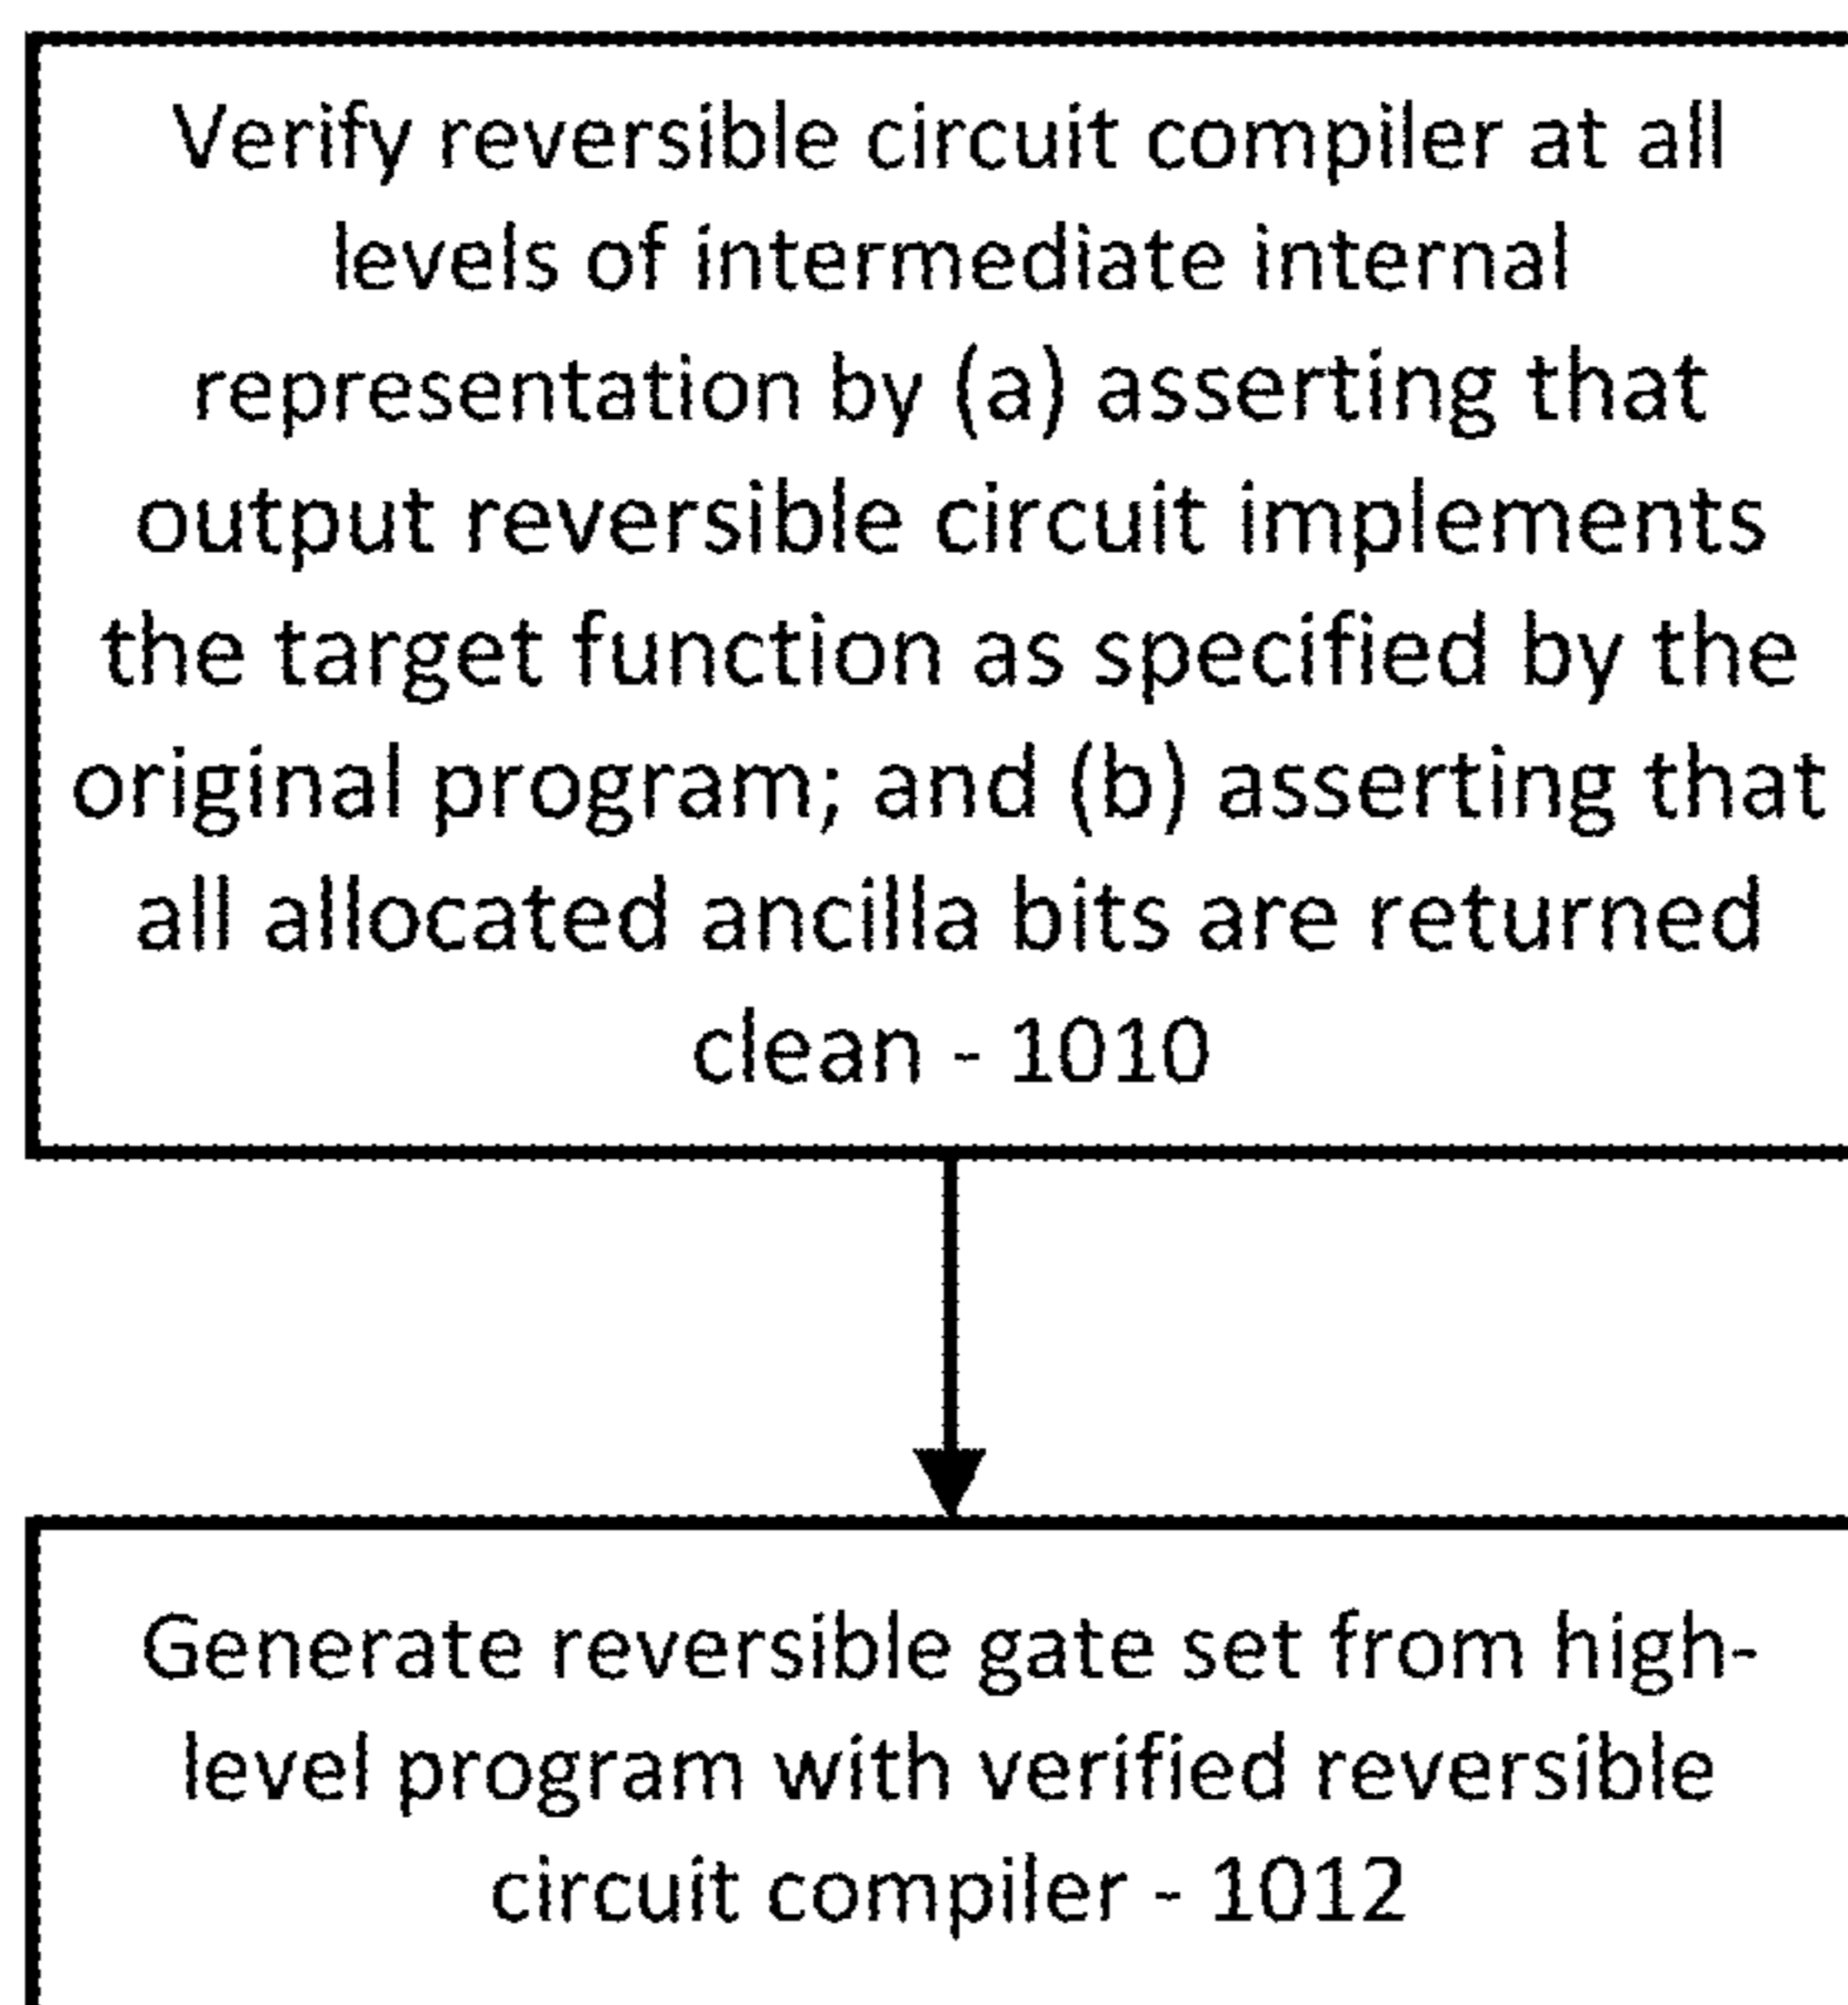 Verify reversible circuit compiler at all
levels of intermediate internal
representation by (a) asserting that
output reversible circuit implements
the target function as specified by the
original program; and (b) asserting that
all allocated ancilla bits are returned
clean - 1010
Generate reversible gate set from high-
level program with verified reversible
circuit compiler - 1012